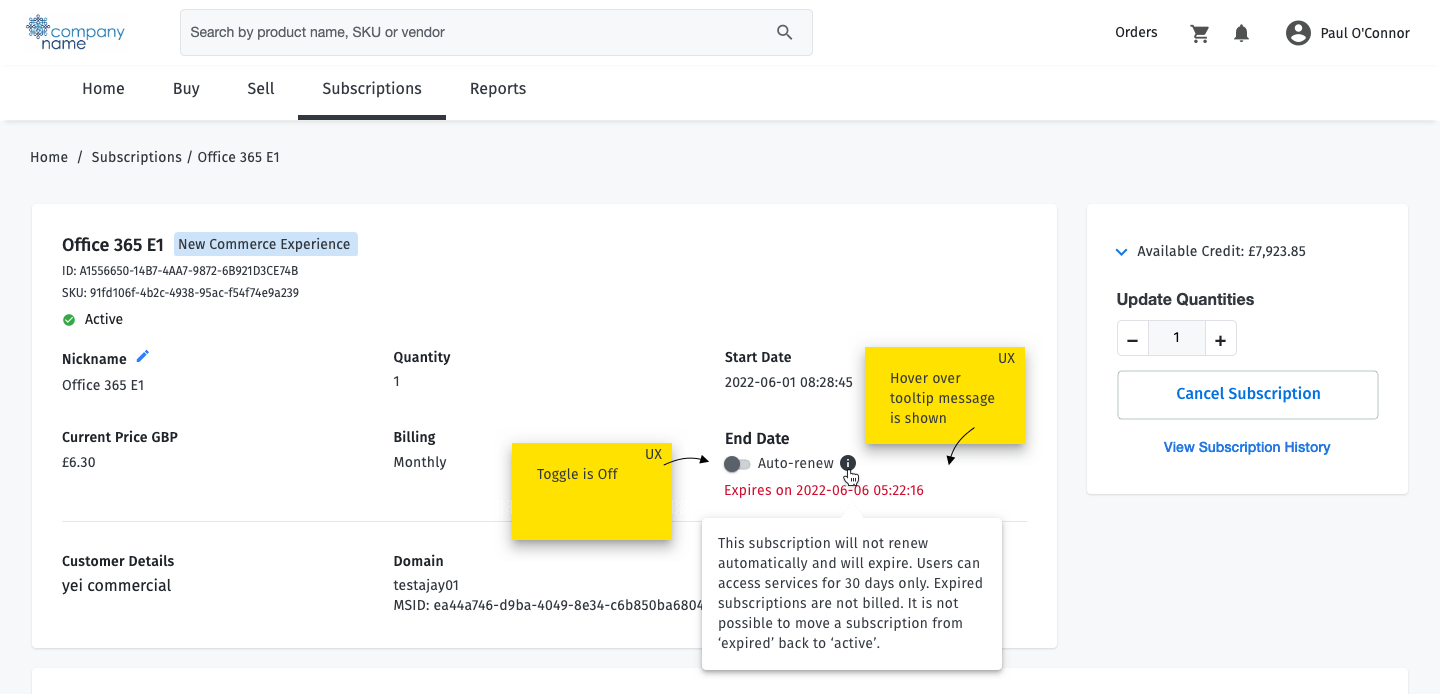 company
name
Search by product name, SKU or vendor
Orders
Paul O'Connor
Home
Buy
Sell
Subscriptions
Reports
Home / Subscriptions / Office 365 E1
Office 365 E1
New Commerce Experience
ID: A1556650-14B7-4AA7-9872-6B921D3CE74B
SKU: 91fd106f-4b2c-4938-95ac-f54f74e9a239
Active
Nickname
Office 365 E1
Quantity
1
Start Date
2022-06-01 08:28:45
UX
Hover over
tooltip message
is shown
Current Price GBP
£6.30
Billing
Monthly
UX
Toggle is Off
End Date
Auto-renew
Expires on 2022-06-06 05:22:16
Customer Details
yei commercial
Domain
testajay01
MSID: ea44a746-d9ba-4049-8e34-c6b850ba6804
This subscription will not renew
automatically and will expire. Users can
access services for 30 days only. Expired
subscriptions are not billed. It is not
possible to move a subscription from
‘expired’ back to ‘active’.
Available Credit: £7,923.85
Update Quantities
1
Cancel Subscription
View Subscription History